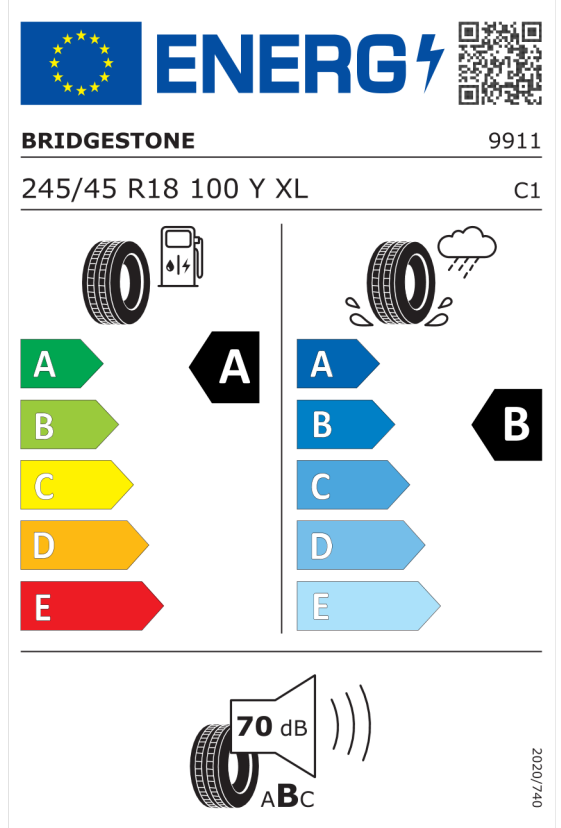 ENERG
BRIDGESTONE 9911
245/45 R18 100 Y XL C1
A A
B
C
D
E
A
B B
C
D
E
70 dB
ABC
2020/740